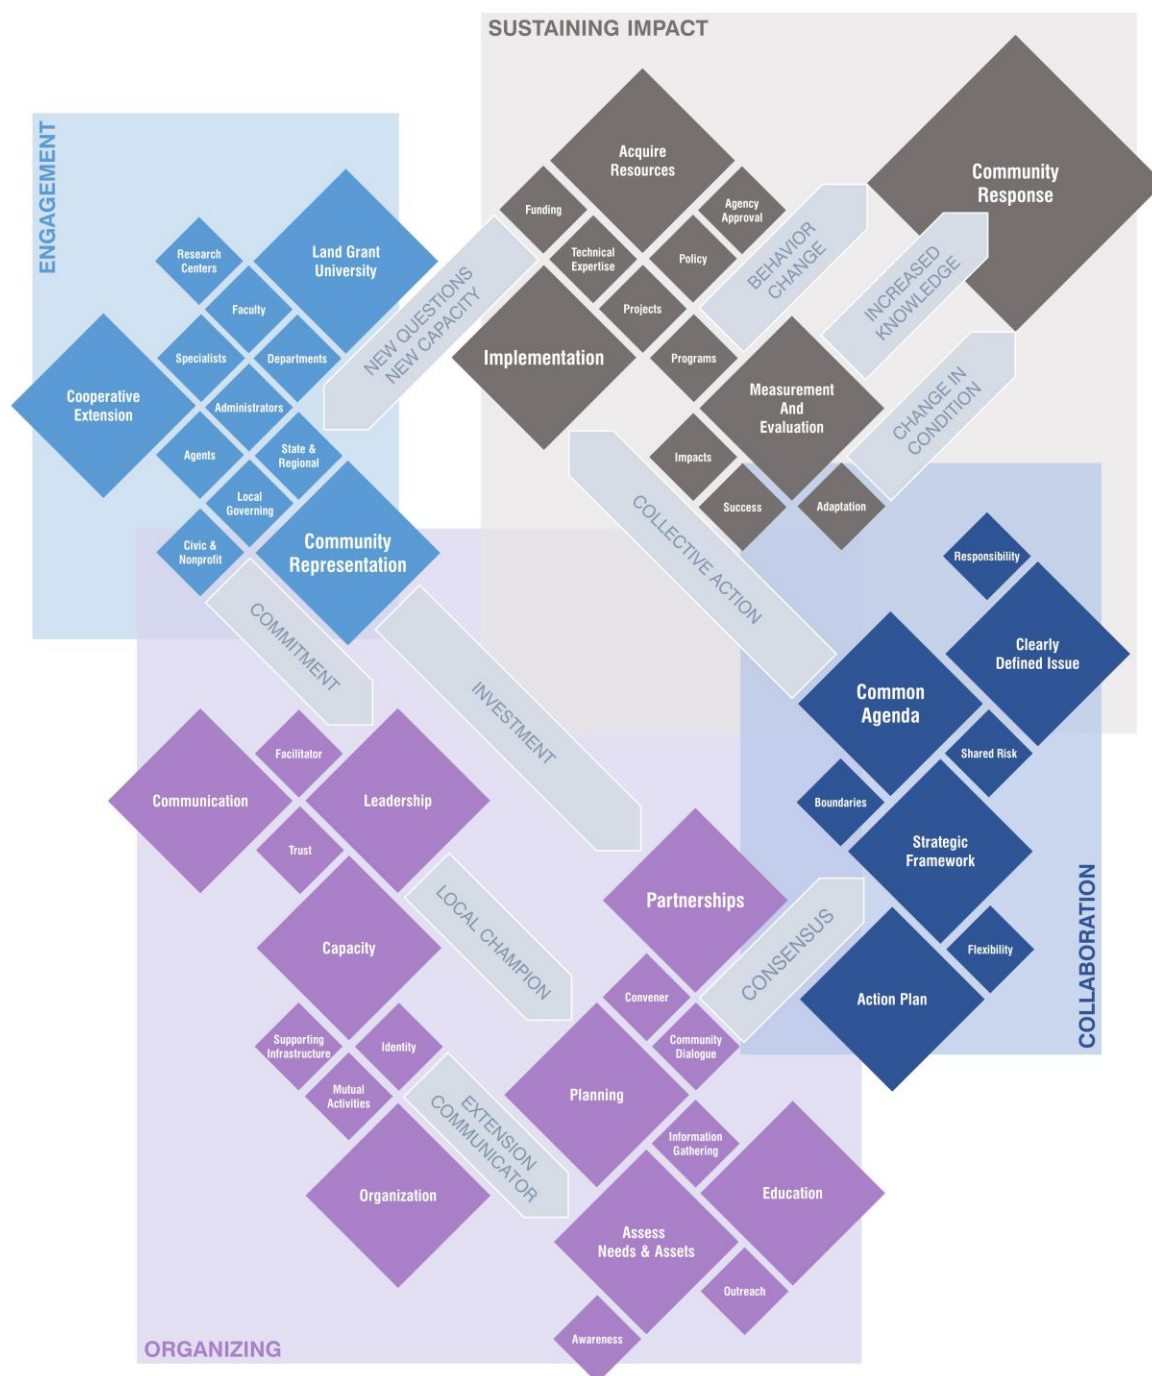 SUSTAINING IMPACT
Acquire
Resources
Funding
Agency
Approval
Technical
Expertise
Policy
Projects
Implementation
Programs
Measurement
And
Evaluation
Impacts
Success
Adaptation
Community
Response
BEHAVIOR
CHANGE
INCREASED
KNOWLEDGE
CHANGE IN
CONDITION
ENGAGEMENT
Land Grant
University
Research
Centers
Faculty
Specialists
Departments
Cooperative
Extension
Administrators
Agents
State &
Regional
Local
Governing
Civic &
Nonprofit
Community
Representation
NEW QUESTIONS
NEW CAPACITY
COMMITMENT
INVESTMENT
COLLECTIVE ACTION
Responsibility
Clearly
Defined Issue
Common
Agenda
Shared Risk
Boundaries
Strategic
Framework
Flexibility
Action Plan
COLLABORATION
CONSENSUS
Facilitator
Communication
Leadership
Trust
Capacity
LOCAL CHAMPION
Supporting
Infrastructure
Identity
Mutual
Activities
Organization
EXTENSION
COMMUNICATOR
Partnerships
Convener
Community
Dialogue
Planning
Information
Gathering
Education
Assess
Needs & Assets
Outreach
Awareness
ORGANIZING